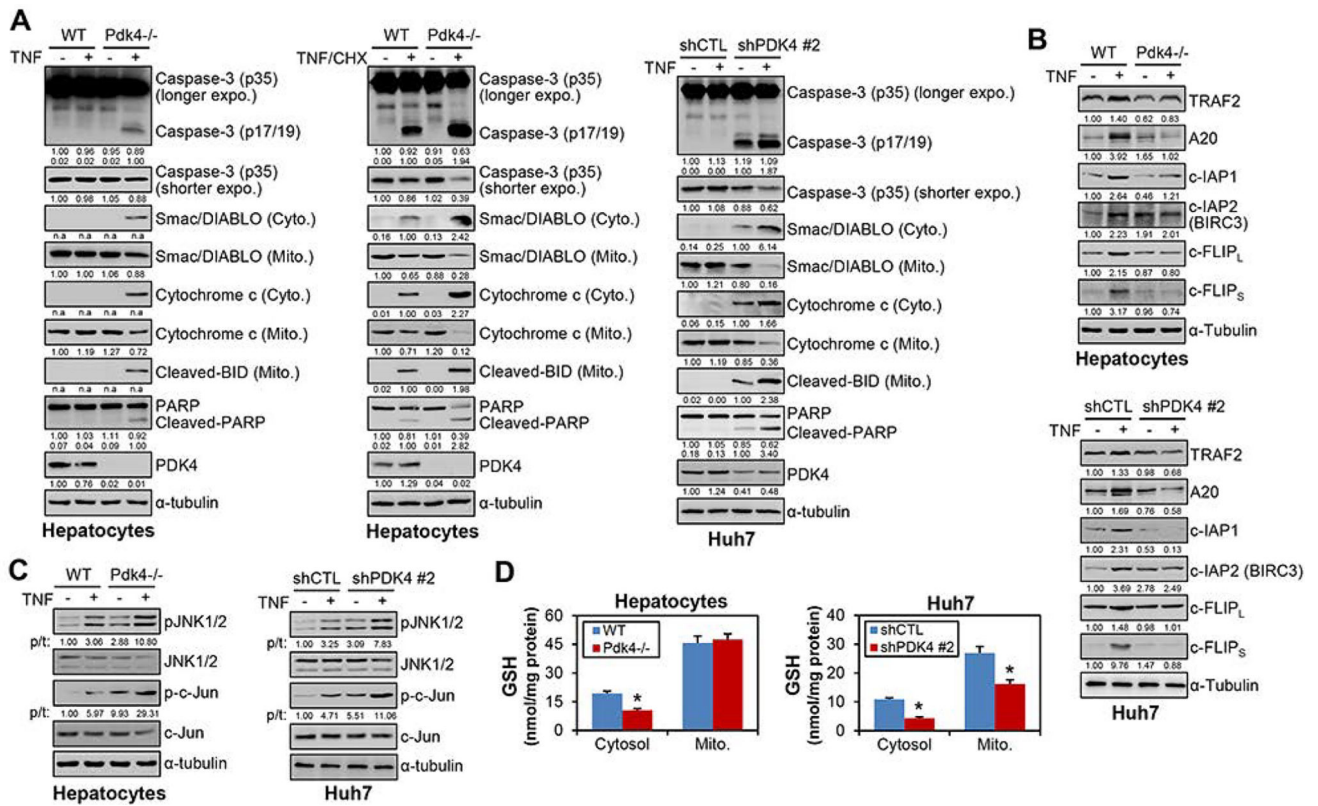 A
WT Pdk4-/-
TNF - + - +
Caspase-3 (p35)
(longer expo.)
Caspase-3 (p17/19)
1.00 0.96 0.95 0.89
0.02 0.02 0.02 1.00
Caspase-3 (p35)
(shorter expo.)
1.00 0.98 1.05 0.88
Smac/DIABLO (Cyto.)
n.a n.a n.a n.a
Smac/DIABLO (Mito.)
1.00 1.00 1.06 0.88
Cytochrome c (Cyto.)
n.a n.a n.a n.a
Cytochrome c (Mito.)
1.00 1.19 1.27 0.72
Cleaved-BID (Mito.)
n.a n.a n.a n.a
PARP
Cleaved-PARP
1.00 1.03 1.11 0.92
0.07 0.04 0.09 1.00
PDK4
1.00 0.76 0.02 0.01
α-tubulin
Hepatocytes
WT Pdk4-/-
TNF/CHX - + - +
Caspase-3 (p35)
(longer expo.)
Caspase-3 (p17/19)
1.00 0.92 0.91 0.63
0.00 1.00 0.05 1.94
Caspase-3 (p35)
(shorter expo.)
1.00 0.86 1.02 0.39
Smac/DIABLO (Cyto.)
0.16 1.00 0.13 2.42
Smac/DIABLO (Mito.)
1.00 0.65 0.88 0.28
Cytochrome c (Cyto.)
0.01 1.00 0.03 2.27
Cytochrome c (Mito.)
1.00 0.71 1.20 0.12
Cleaved-BID (Mito.)
0.02 1.00 0.00 1.98
PARP
Cleaved-PARP
1.00 0.81 1.01 0.39
0.02 1.00 0.01 2.82
PDK4
1.00 1.29 0.04 0.02
α-tubulin
Hepatocytes
shCTL shPDK4 #2
TNF - + - +
Caspase-3 (p35) (longer expo.)
Caspase-3 (p17/19)
1.00 1.13 1.19 1.09
0.00 0.00 1.00 1.87
Caspase-3 (p35) (shorter expo.)
1.00 1.08 0.88 0.62
Smac/DIABLO (Cyto.)
0.14 0.25 1.00 6.14
Smac/DIABLO (Mito.)
1.00 1.21 0.80 0.16
Cytochrome c (Cyto.)
0.06 0.15 1.00 1.66
Cytochrome c (Mito.)
1.00 1.19 0.85 0.36
Cleaved-BID (Mito.)
0.02 0.00 1.00 2.38
PARP
Cleaved-PARP
1.00 1.05 0.85 0.62
0.18 0.13 1.00 3.40
PDK4
1.00 1.24 0.41 0.48
α-tubulin
Huh7
B
WT Pdk4-/-
TNF - + - +
TRAF2
1.00 1.40 0.62 0.83
A20
1.00 3.92 1.65 1.02
c-IAP1
1.00 2.64 0.46 1.21
c-IAP2
(BIRC3)
1.00 2.23 1.91 2.01
c-FLIPL
1.00 2.15 0.87 0.80
c-FLIPS
1.00 3.17 0.96 0.74
α-Tubulin
Hepatocytes
shCTL shPDK4 #2
TNF - + - +
TRAF2
1.00 1.33 0.98 0.68
A20
1.00 1.69 0.76 0.58
c-IAP1
1.00 2.31 0.53 0.13
c-IAP2 (BIRC3)
1.00 3.69 2.78 2.49
c-FLIPL
1.00 1.48 0.98 1.01
c-FLIPS
1.00 9.76 1.47 0.88
α-Tubulin
Huh7
C
WT Pdk4-/-
TNF - + - +
pJNK1/2
p/t: 1.00 3.06 2.88 10.80
JNK1/2
p-c-Jun
p/t: 1.00 5.97 9.93 29.31
c-Jun
α-tubulin
Hepatocytes
shCTL shPDK4 #2
TNF - + - +
pJNK1/2
p/t: 1.00 3.25 3.09 7.83
JNK1/2
p-c-Jun
p/t: 1.00 4.71 5.51 11.06
c-Jun
α-tubulin
Huh7
D
Hepatocytes
GSH
(nmol/mg protein)
60
45
30
15
0
WT
Pdk4-/-
*
Cytosol Mito.
Huh7
GSH
(nmol/mg protein)
40
30
20
10
0
shCTL
shPDK4 #2
*
*
Cytosol Mito.